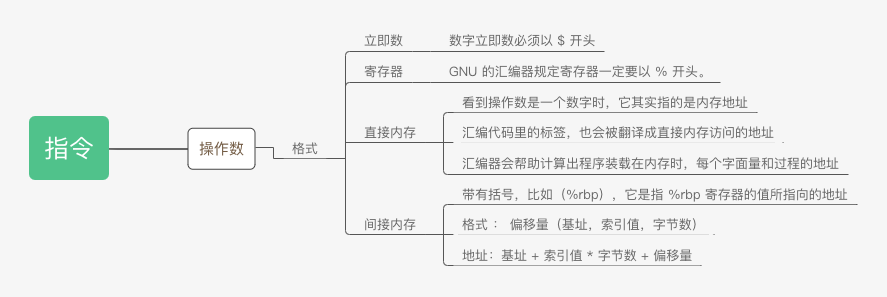 指令
操作数
格式
立即数
数字立即数必须以 $ 开头
寄存器
GNU 的汇编器规定寄存器一定要以 % 开头。
直接内存
看到操作数是一个数字时，它其实指的是内存地址
汇编代码里的标签，也会被翻译成直接内存访问的地址
汇编器会帮助计算出程序装载在内存时，每个字面量和过程的地址
间接内存
带有括号，比如（%rbp），它是指 %rbp 寄存器的值所指向的地址
格式： 偏移量（基址，索引值，字节数）
地址：基址 + 索引值 * 字节数 + 偏移量